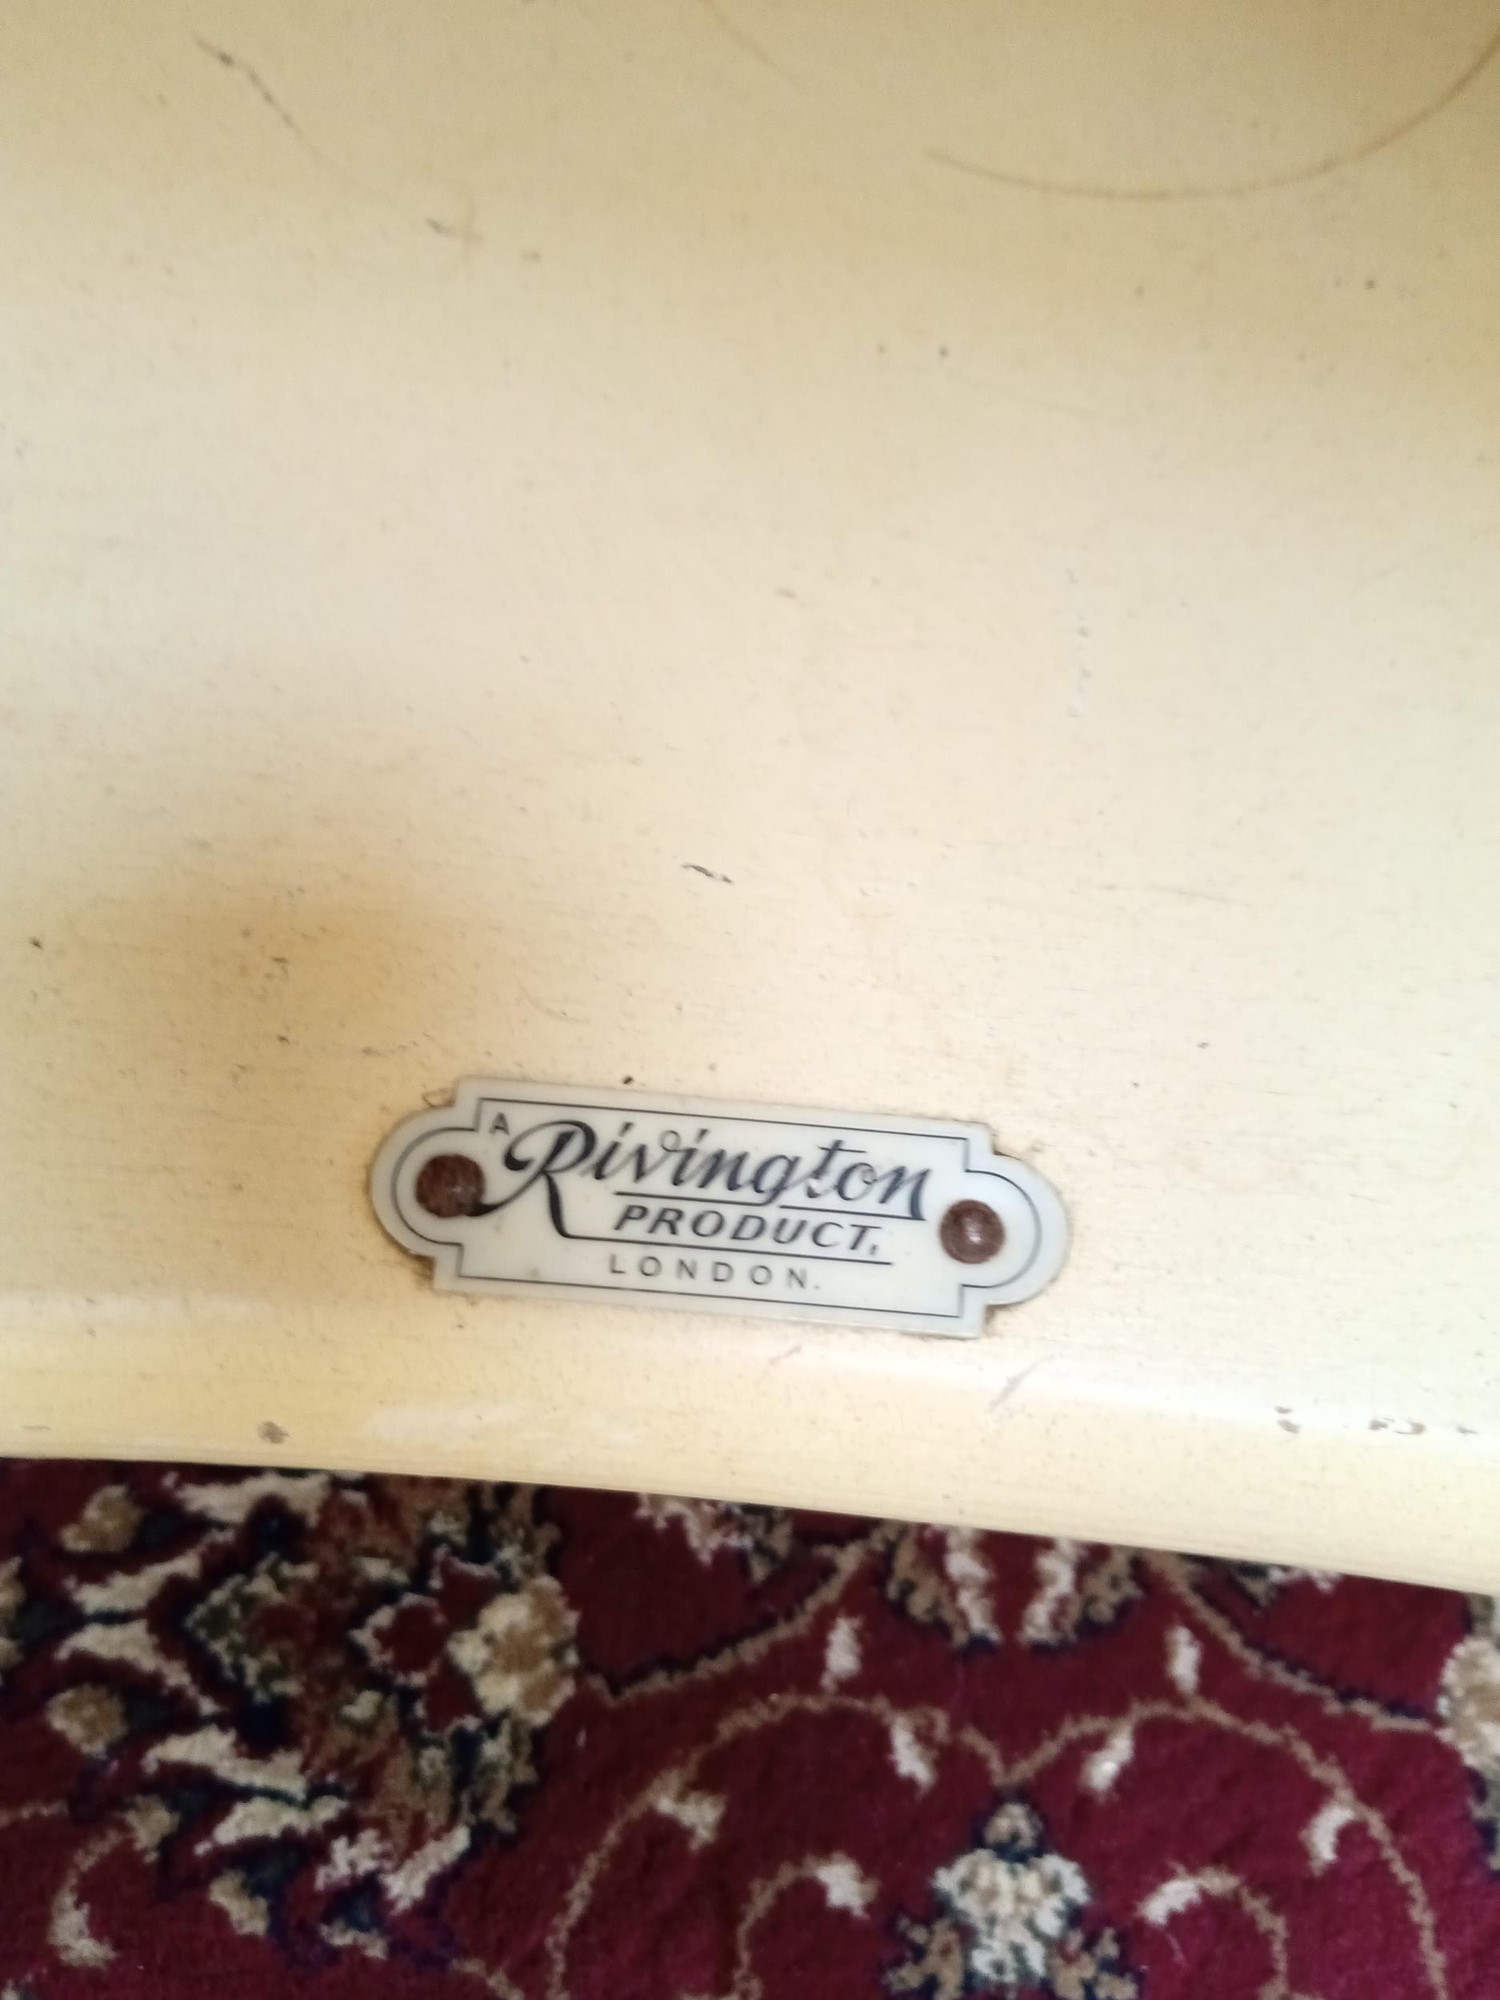 A Rivington
PRODUCT,
LONDON.